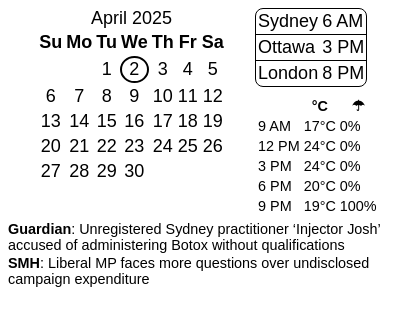 April 2025
Su Mo Tu We Th Fr Sa
1 2 3 4 5
6 7 8 9 10 11 12
13 14 15 16 17 18 19
20 21 22 23 24 25 26
27 28 29 30
Sydney 6 AM
Ottawa 3 PM
London 8 PM
°C ☂
9 AM 17°C 0%
12 PM 24°C 0%
3 PM 24°C 0%
6 PM 20°C 0%
9 PM 19°C 100%
Guardian: Unregistered Sydney practitioner ‘Injector Josh’
accused of administering Botox without qualifications
SMH: Liberal MP faces more questions over undisclosed
campaign expenditure